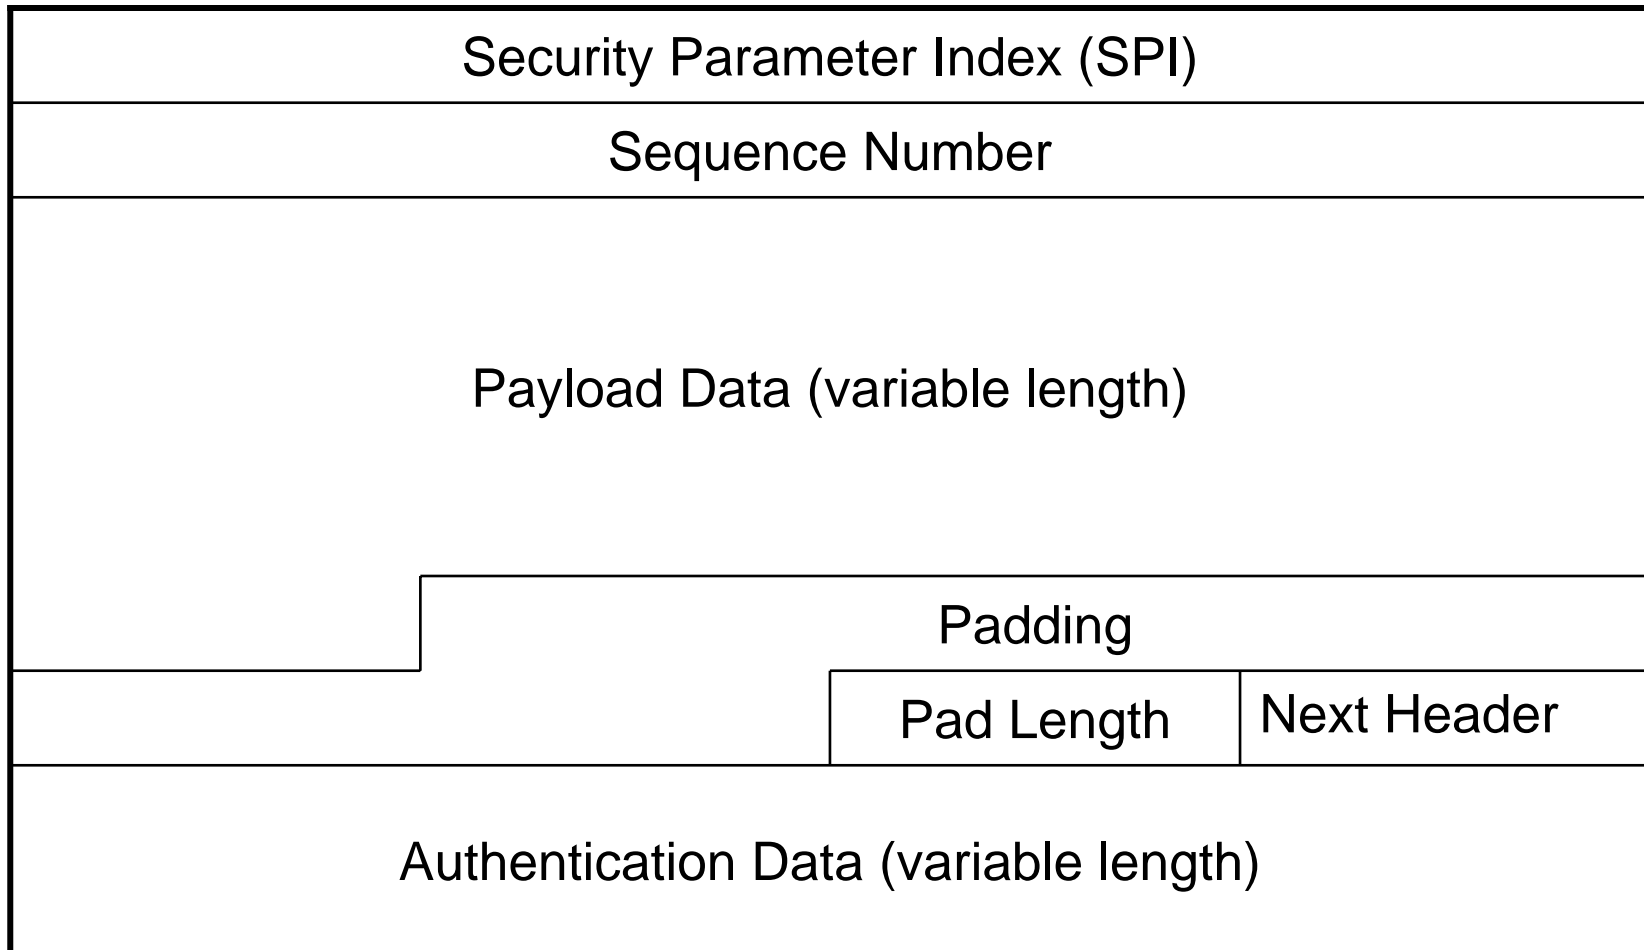 Security Parameter Index (SPI)
Sequence Number
Payload Data (variable length)
Padding
Pad Length
Next Header
Authentication Data (variable length)